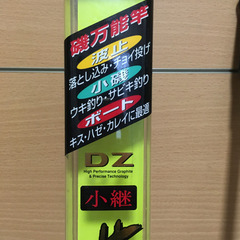 磯万能竿
波止
落とし込み・チョイ投げ
小磯
ウキ釣り・サビキ釣り
ボート
キス・ハゼ・カレイに最適
DZ
High Performance Graphite
& Precise Technology
小継